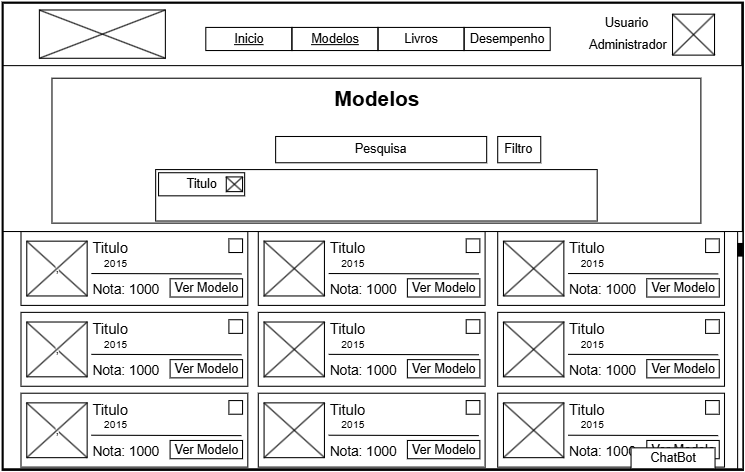 Inicio
Modelos
Livros
Desempenho
Usuario
Administrador
Modelos
Pesquisa
Filtro
Titulo
Titulo
2015
Nota: 1000
Ver Modelo
Titulo
2015
Nota: 1000
Ver Modelo
Titulo
2015
Nota: 1000
Ver Modelo
Titulo
2015
Nota: 1000
Ver Modelo
Titulo
2015
Nota: 1000
Ver Modelo
Titulo
2015
Nota: 1000
Ver Modelo
Titulo
2015
Nota: 1000
Ver Modelo
Titulo
2015
Nota: 1000
Ver Modelo
Titulo
2015
Nota: 1000
Ver Modelo
ChatBot